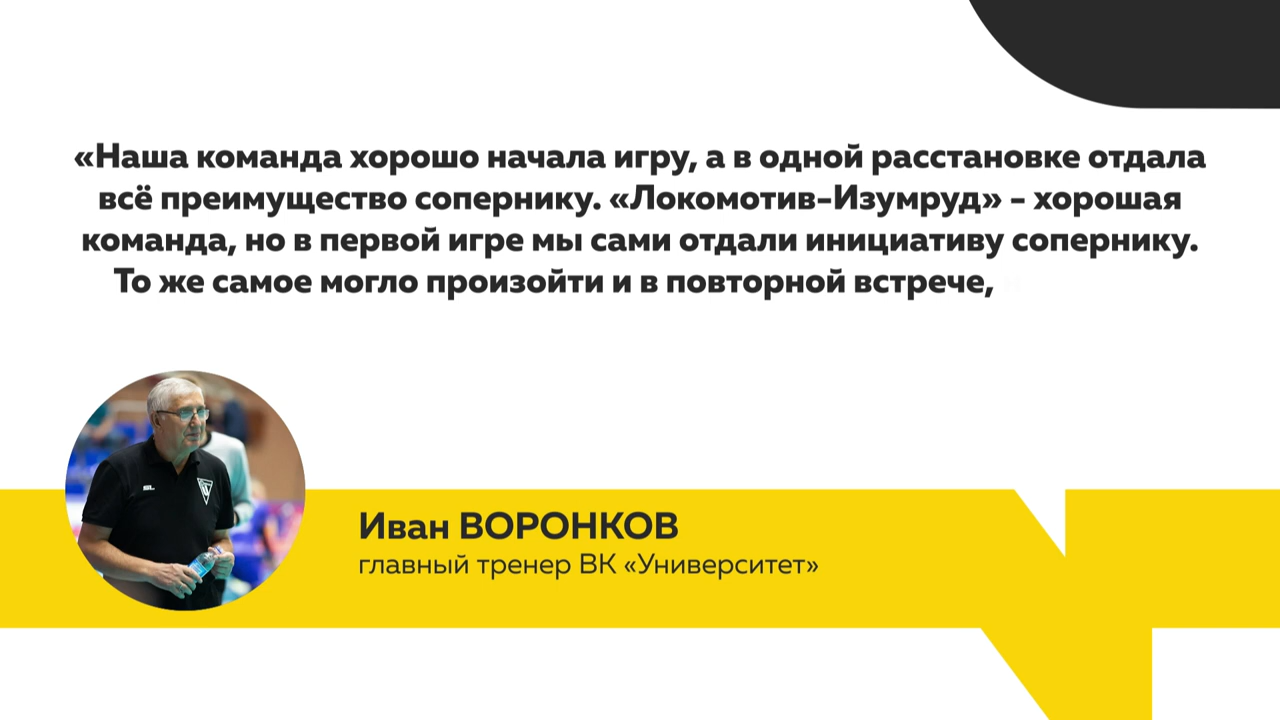 «Наша команда хорошо начала игру, а в одной расстановке отдала
всё преимущество сопернику. «Локомотив-Изумруд» - хорошая
команда, но в первой игре мы сами отдали инициативу сопернику.
То же самое могло произойти и в повторной встрече,
Иван ВОРОНКОВ
главный тренер ВК «Университет»